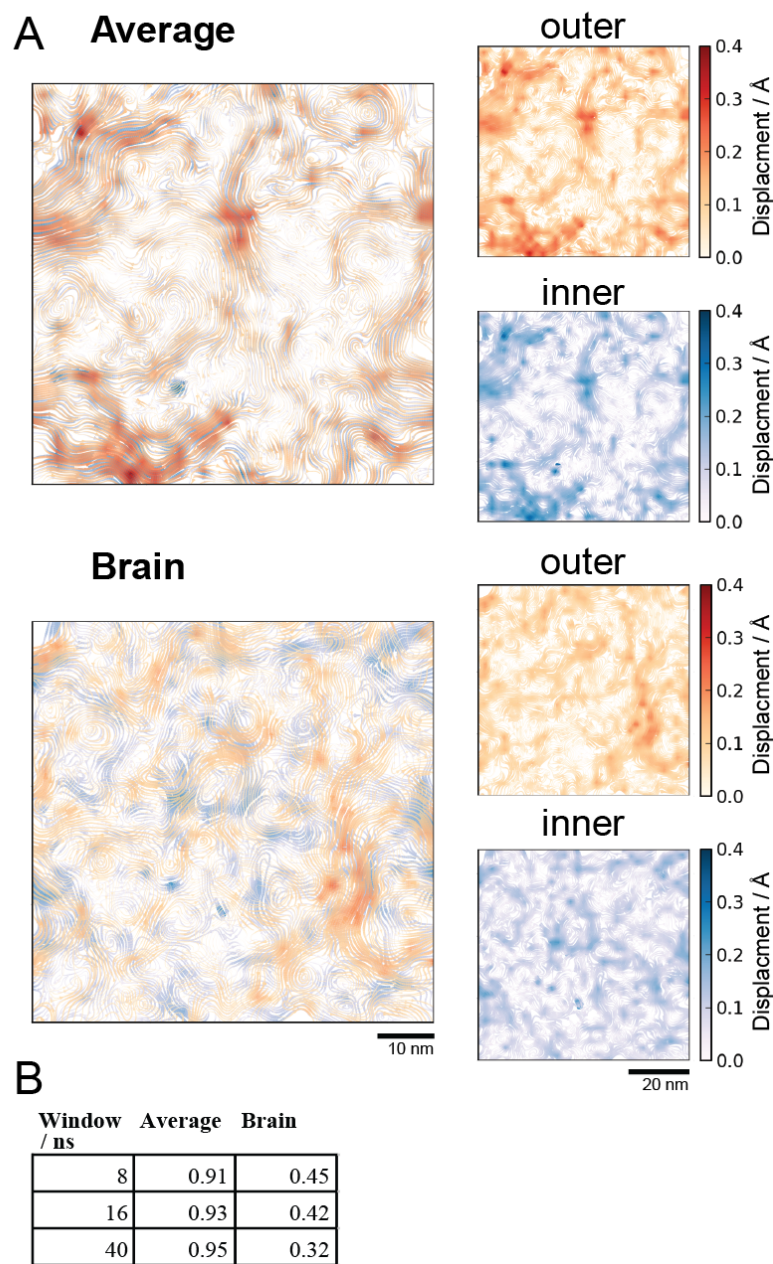 A Average
outer
0.4
0.3
0.2
0.1
0.0
Displacment / Å
inner
0.4
0.3
0.2
0.1
0.0
Displacment / Å
Brain
outer
0.4
0.3
0.2
0.1
0.0
Displacment / Å
inner
0.4
0.3
0.2
0.1
0.0
Displacment / Å
10 nm
20 nm
B
Window Average Brain
/ ns
8 0.91 0.45
16 0.93 0.42
40 0.95 0.32